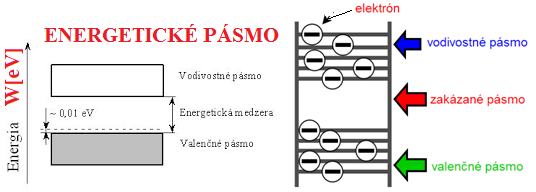 ENERGETICKÉ PÁSMO
Energia W[eV]
Vodivostné pásmo
~ 0,01 eV
Energetická medzera
Valenčné pásmo
elektrón
vodivostné pásmo
zakázané pásmo
valenčné pásmo